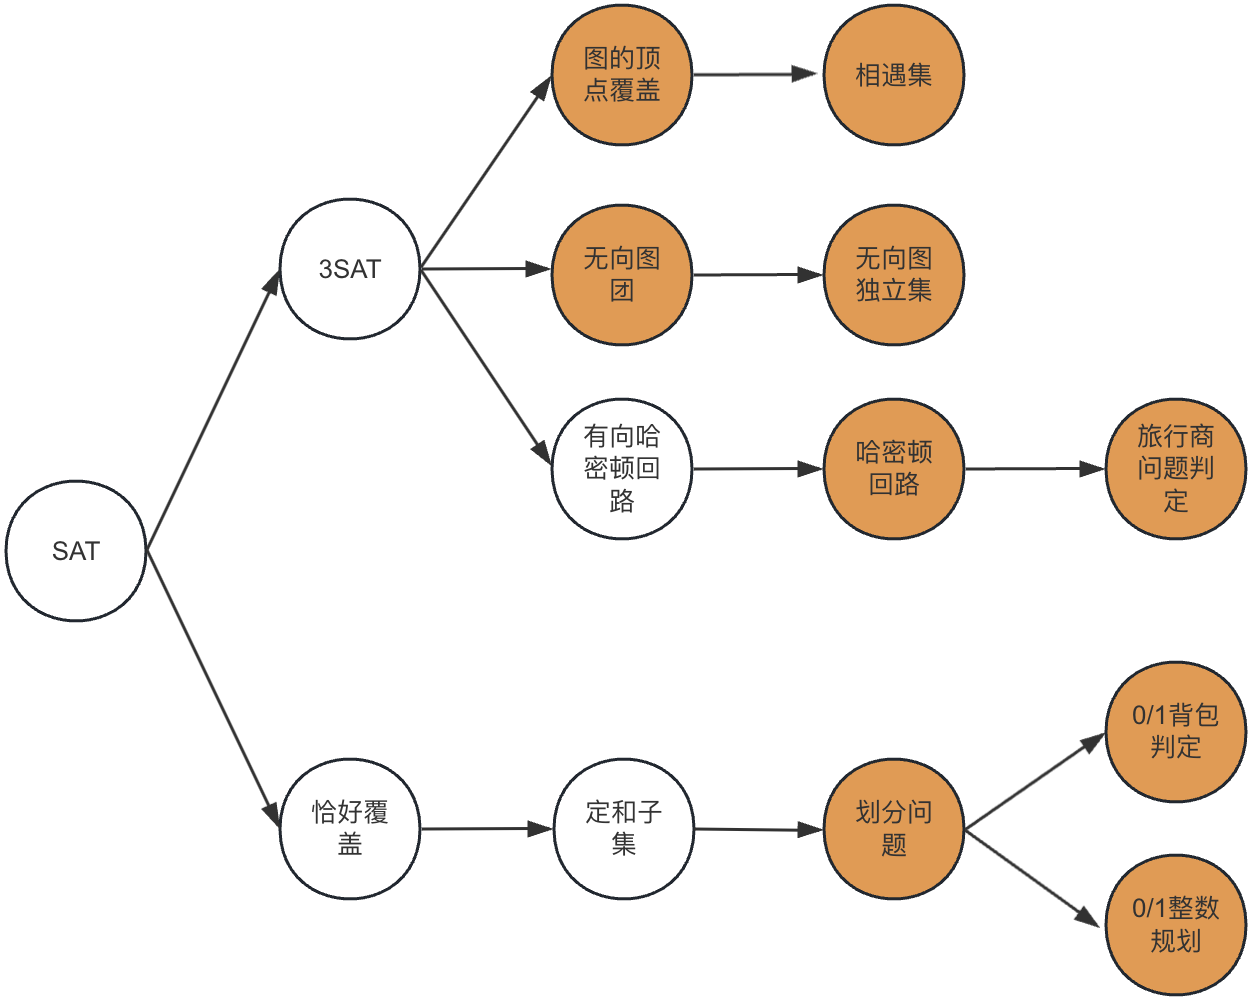 图的顶
点覆盖
相遇集
3SAT
无向图
团
无向图
独立集
有向哈
密顿回
路
哈密顿
回路
旅行商
问题判
定
SAT
0/1背包
判定
恰好覆
盖
定和子
集
划分问
题
0/1整数
规划